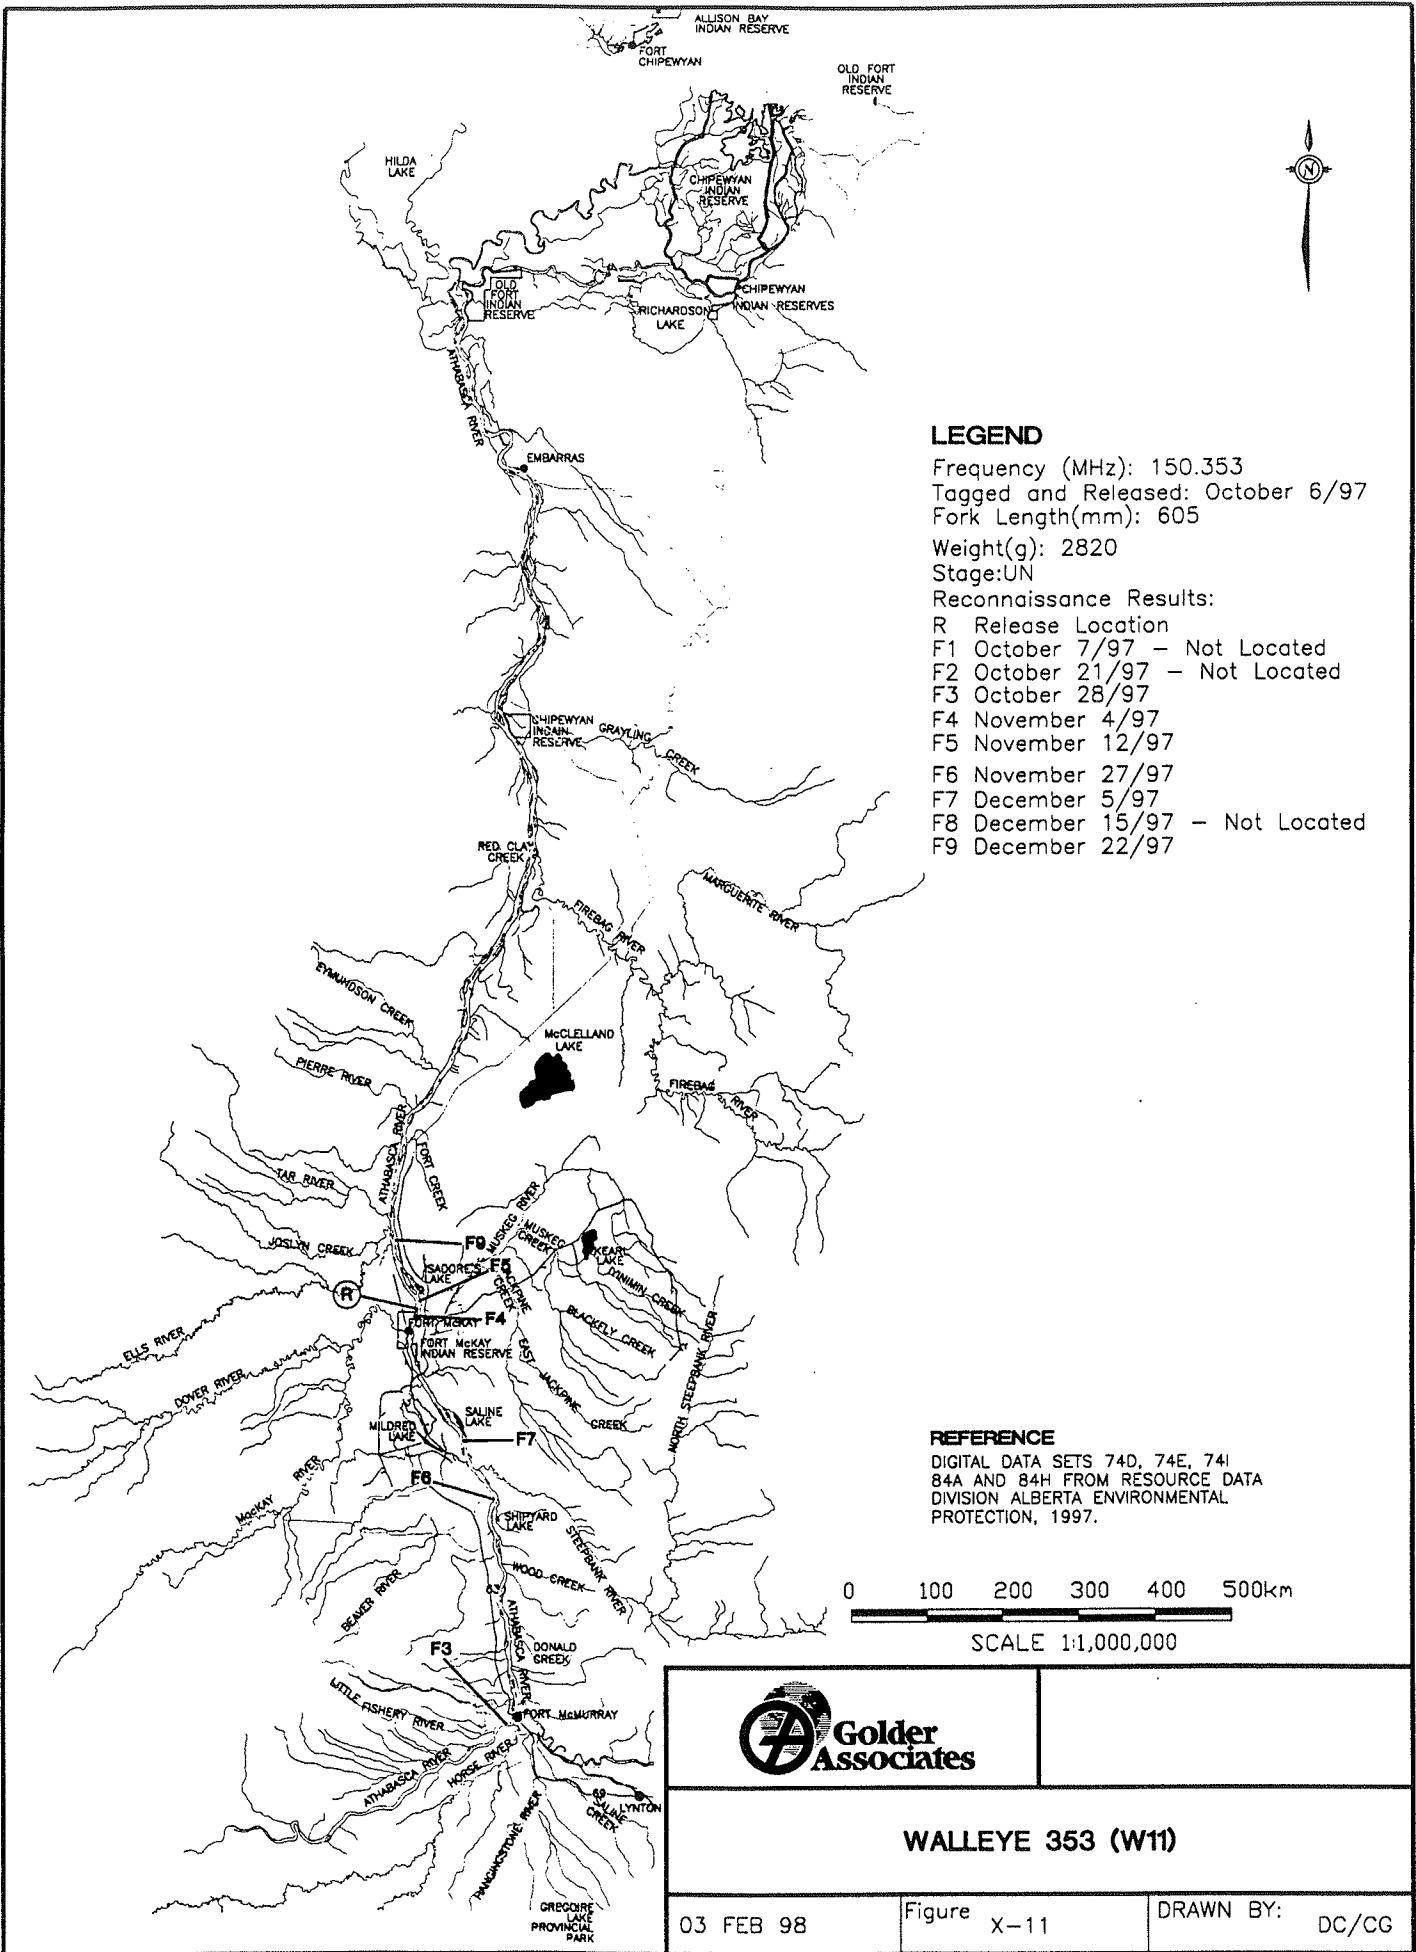 ALLISON BAY
INDIAN RESERVE
FORT
CHIPEWYAN
OLD FORT
INDIAN
RESERVE
HILDA
LAKE
CHIPEWYAN
INDIAN
RESERVE
N
OLD
FORT
INDIAN
RESERVE
CHIPEWYAN
INDIAN RESERVES
RICHARDSON
LAKE
ATHABASCA RIVER
EMBARRAS
LEGEND
Frequency (MHz): 150.353
Tagged and Released: October 6/97
Fork Length(mm): 605
Weight(g): 2820
Stage:UN
Reconnaissance Results:
R Release Location
F1 October 7/97 – Not Located
F2 October 21/97 – Not Located
F3 October 28/97
F4 November 4/97
F5 November 12/97
F6 November 27/97
F7 December 5/97
F8 December 15/97 – Not Located
F9 December 22/97
CHIPEWYAN
INDAIN
RESERVE
GRAYLING CREEK
RED CLAY
CREEK
MARGUERITE RIVER
FIREBAG RIVER
EYMUNDSON CREEK
McCLELLAND
LAKE
PIERRE RIVER
FIREBAG RIVER
ATHABASCA RIVER
FORT CREEK
TAR RIVER
MUSKEG RIVER
MUSKEG
CREEK
JOSLYN CREEK
F9
KEARL
LAKE
ISADORE'S
LAKE
F5
JACKPINE
CREEK
IYINIMIN CREEK
R
F4
FORT McKAY
BLACKELY CREEK
ELLS RIVER
FORT McKAY
INDIAN RESERVE
EAST JACKPINE CREEK
NORTH STEEPBANK RIVER
DOVER RIVER
SALINE
LAKE
MILDRED
LAKE
F7
F6
MacKAY RIVER
SHIPYARD
LAKE
STEEPBANK RIVER
WOOD CREEK
BEAVER RIVER
63
ATHABASCA RIVER
REFERENCE
DIGITAL DATA SETS 74D, 74E, 74I
84A AND 84H FROM RESOURCE DATA
DIVISION ALBERTA ENVIRONMENTAL
PROTECTION, 1997.
0 100 200 300 400 500km
SCALE 1:1,000,000
F3
DONALD
CREEK
LITTLE FISHERY RIVER
FORT McMURRAY
ATHABASCA RIVER
HORSE RIVER
HANGINGSTONE RIVER
69
SALINE
CREEK
LYNTON
GREGOIRE
LAKE
PROVINCIAL
PARK
Golder
Associates
WALLEYE 353 (W11)
03 FEB 98
Figure X-11
DRAWN BY: DC/CG